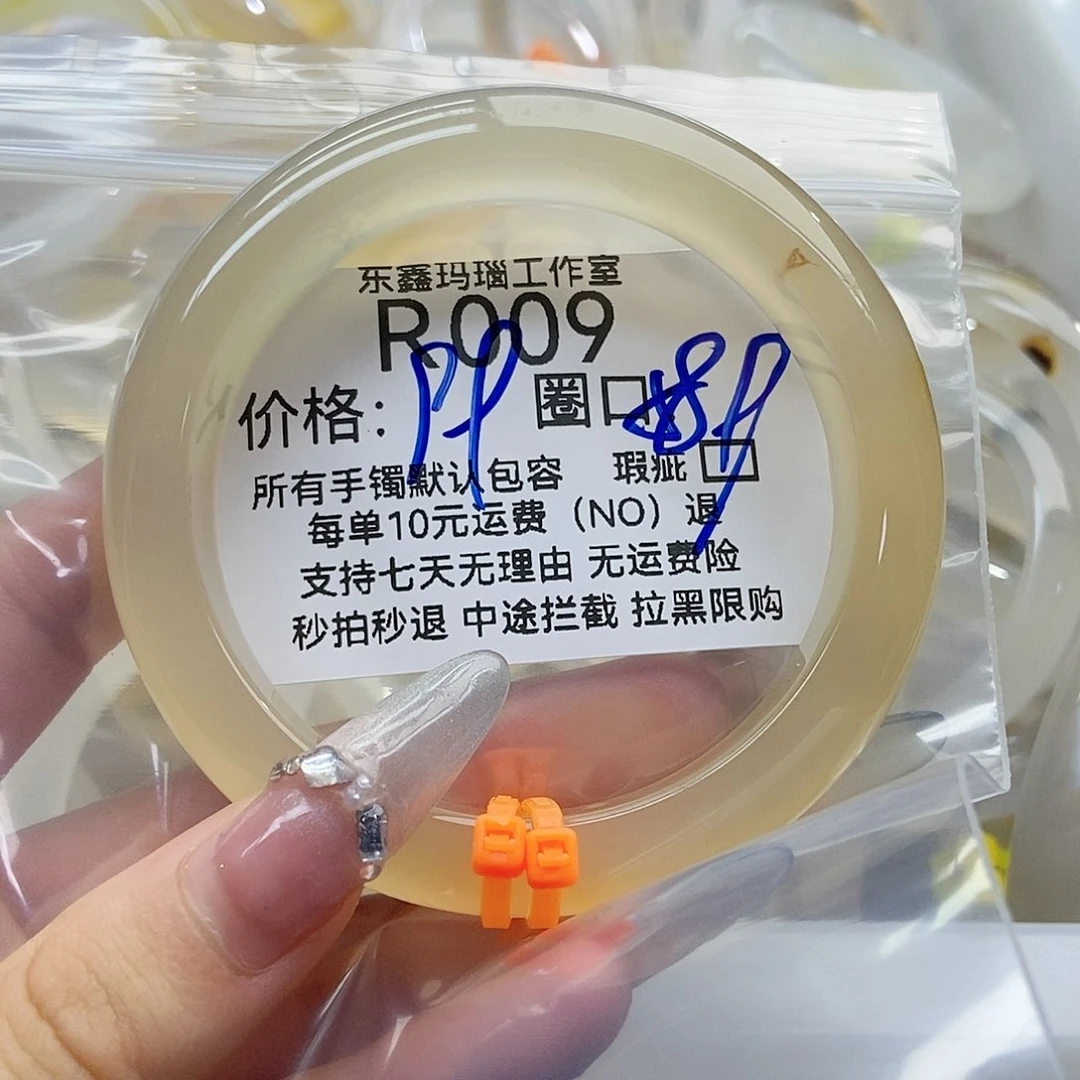 东鑫玛瑙工作室
R009
价格： 圈口
所有手镯默认包容 瑕疵
每单10元运费（NO）退
支持七天无理由 无运费险
秒拍秒退 中途拦截 拉黑限购